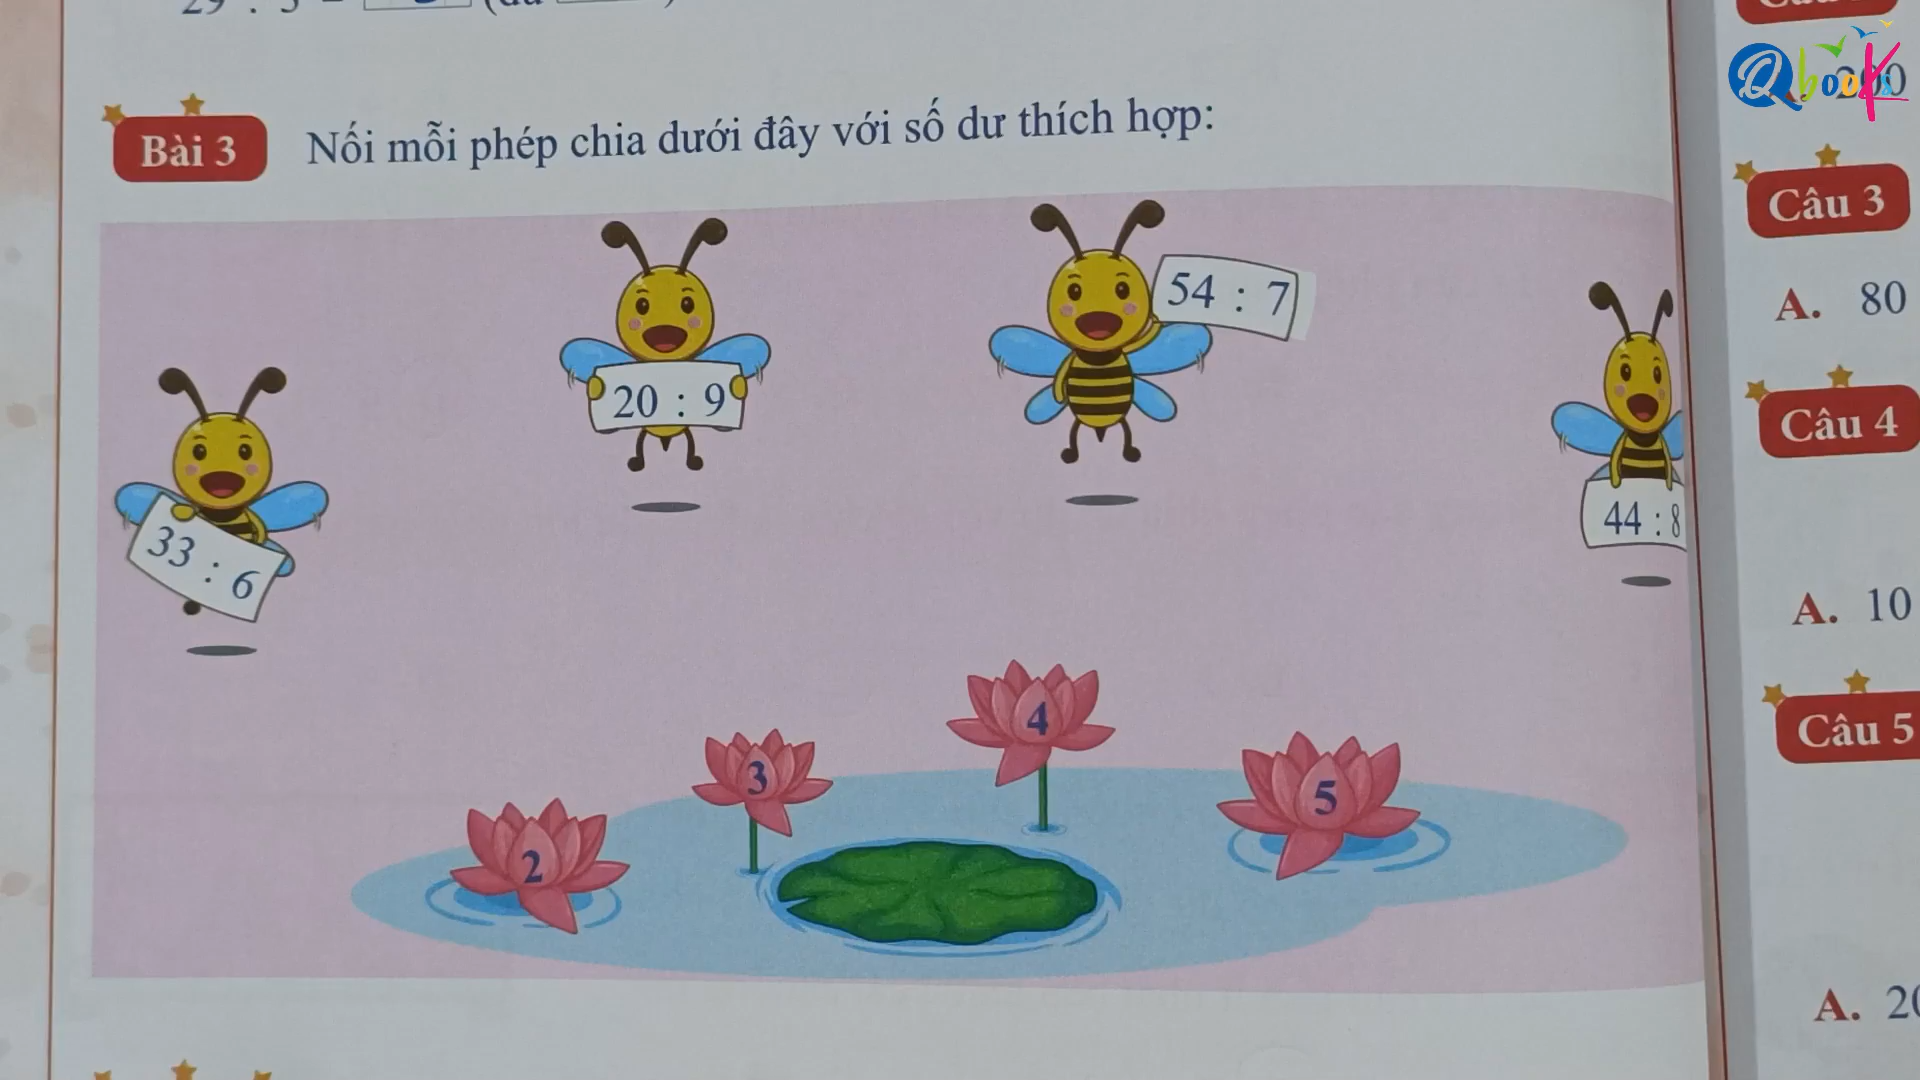 Bài 3 Nối mỗi phép chia dưới đây với số dư thích hợp:
33 : 6
20 : 9
54 : 7
44 : 8
2
3
4
5
Qbooks
Câu 3
A. 80
Câu 4
A. 10
Câu 5
A.